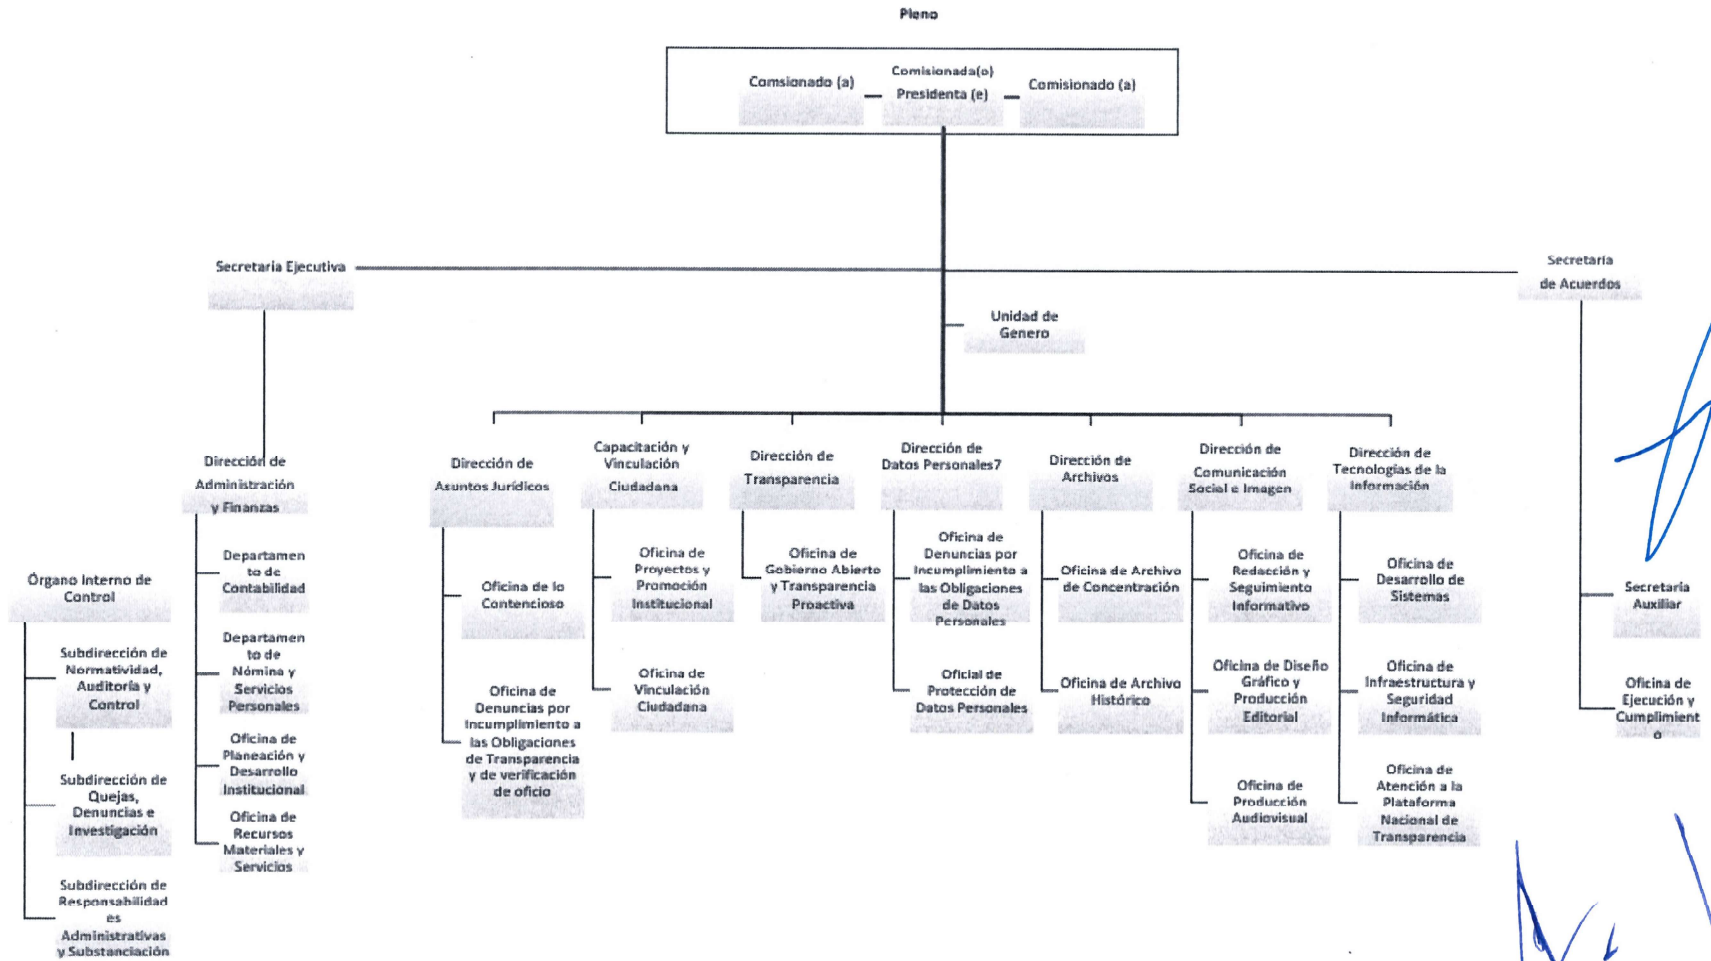 Pleno
Comsionado (a)
Comisionada(o)
Presidenta (e)
Comisionado (a)
Secretaria Ejecutiva
Secretaría
de Acuerdos
Unidad de
Genero
Dirección de
Administración
y Finanzas
Dirección de
Asuntos Jurídicos
Capacitación y
Vinculación
Ciudadana
Dirección de
Transparencia
Dirección de
Datos Personales7
Dirección de
Archivos
Dirección de
Comunicación
Social e Imagen
Dirección de
Tecnologías de la
Información
Órgano Interno de
Control
Subdirección de
Normatividad,
Auditoría y
Control
Subdirección de
Quejas,
Denuncias e
Investigación
Subdirección de
Responsabilidad
es
Administrativas
y Substanciación
Departamen
to de
Contabilidad
Departamen
to de
Nómina y
Servicios
Personales
Oficina de
Planeación y
Desarrollo
Institucional
Oficina de
Recursos
Materiales y
Servicios
Oficina de lo
Contencioso
Oficina de
Denuncias por
Incumplimiento a
las Obligaciones
de Transparencia
y de verificación
de oficio
Oficina de
Proyectos y
Promoción
Institucional
Oficina de
Vinculación
Ciudadana
Oficina de
Gobierno Abierto
y Transparencia
Proactiva
Oficina de
Denuncias por
Incumplimiento a
las Obligaciones
de Datos
Personales
Oficial de
Protección de
Datos Personales
Oficina de Archivo
de Concentración
Oficina de Archivo
Histórico
Oficina de
Redacción y
Seguimiento
Informativo
Oficina de Diseño
Gráfico y
Producción
Editorial
Oficina de
Producción
Audiovisual
Oficina de
Desarrollo de
Sistemas
Oficina de
Infraestructura y
Seguridad
Informática
Oficina de
Atención a la
Plataforma
Nacional de
Transparencia
Secretaria
Auxiliar
Oficina de
Ejecución y
Cumplimient
o